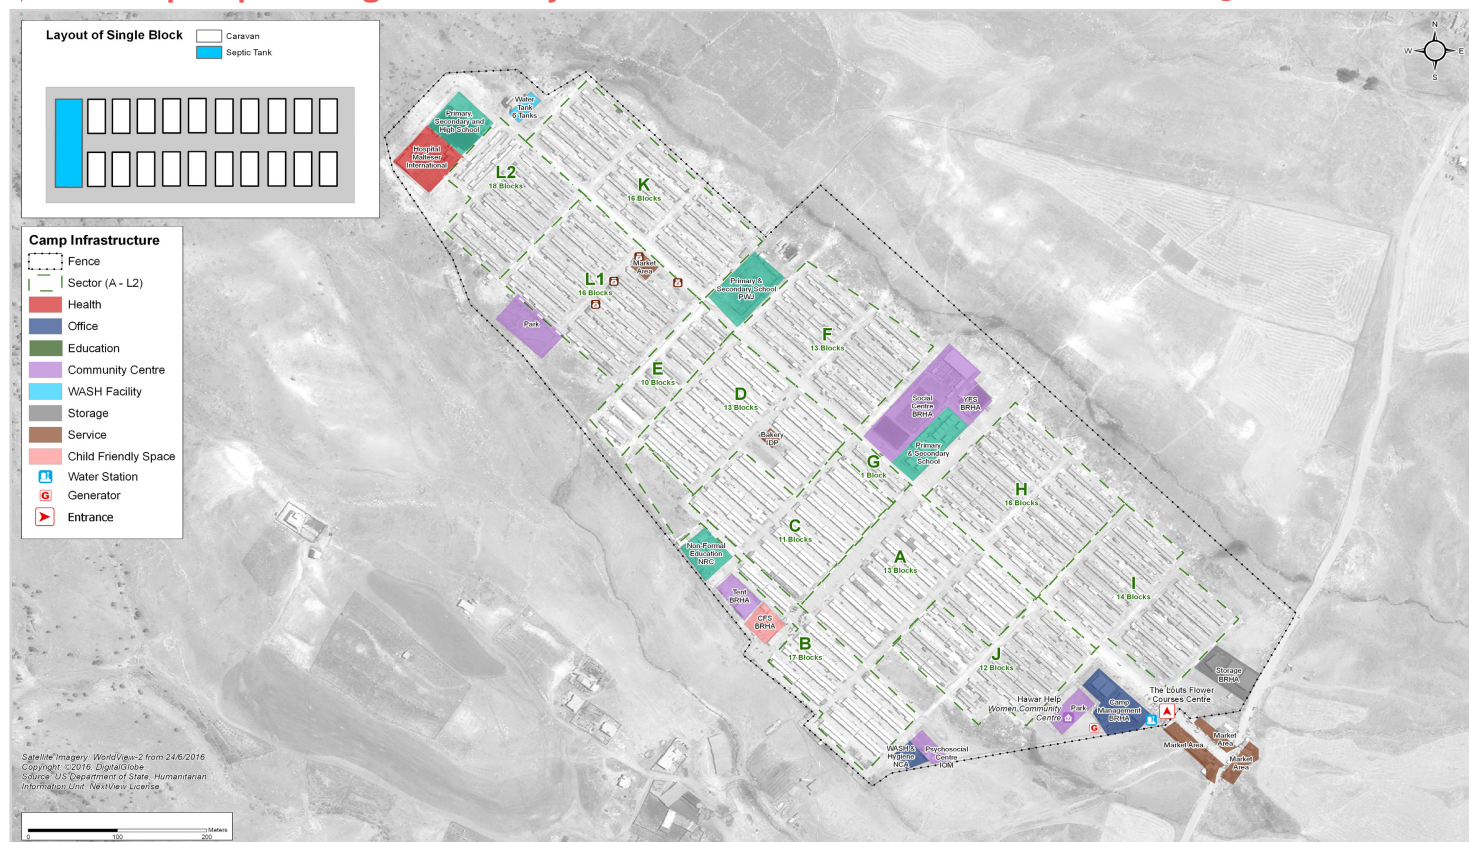 Layout of Single Block
Caravan
Septic Tank
N
W
E
S
Camp Infrastructure
Fence
Sector (A - L2)
Health
Office
Education
Community Centre
WASH Facility
Storage
Service
Child Friendly Space
Water Station
G
Generator
Entrance
Water
Tank
6 Tanks
Primary,
Secondary and
High School
Hospital
Malteser
International
L2
18 Blocks
K
16 Blocks
Market
Area
L1
16 Blocks
Park
Primary &
Secondary School
PWJ
F
13 Blocks
E
10 Blocks
D
13 Blocks
Bakery
IDP
Social
Centre
BRHA
YFS
BRHA
Primary
& Secondary
School
G
1 Block
H
16 Blocks
C
11 Blocks
A
13 Blocks
Non-Formal
Education
NRC
Tent
BRHA
CFS
BRHA
I
14 Blocks
B
17 Blocks
J
12 Blocks
Storage
BRHA
The Louts Flower
Courses Centre
Hawar Help
Women Community
Centre
Park
Camp
Management
BRHA
G
Market Area
Market
Area
Market
Area
WASH &
Hygiene
NCA
Psychosocial
Centre
IOM
Satellite Imagery: WorldView-2 from 24/6/2016
Copyright: ©2016 DigitalGlobe
Source: US Department of State, Humanitarian
Information Unit, NextView License
Meters
0
100
200